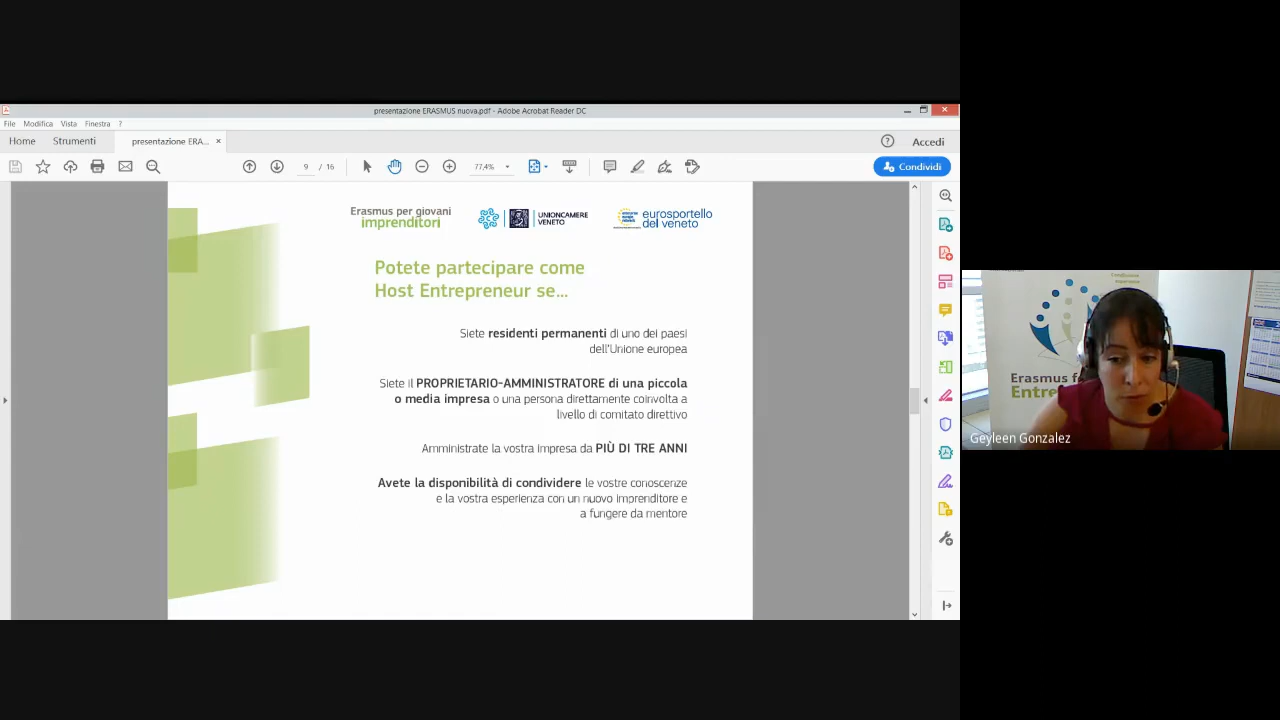 presentazione ERASMUS nuova.pdf - Adobe Acrobat Reader DC
File Modifica Vista Finestra ?
Home Strumenti presentazione ERA... × Accedi
9 / 16 77,4% Condividi
Erasmus per giovani
imprenditori
UNIONCAMERE
VENETO
eurosportello
del veneto
Potete partecipare come
Host Entrepreneur se...
Siete residenti permanenti di uno dei paesi
dell'Unione europea
Siete il PROPRIETARIO-AMMINISTRATORE di una piccola
o media impresa o una persona direttamente coinvolta a
livello di comitato direttivo
Amministrate la vostra impresa da PIÙ DI TRE ANNI
Avete la disponibilità di condividere le vostre conoscenze
e la vostra esperienza con un nuovo imprenditore e
a fungere da mentore
Erasmus f
Entre
Geyleen Gonzalez